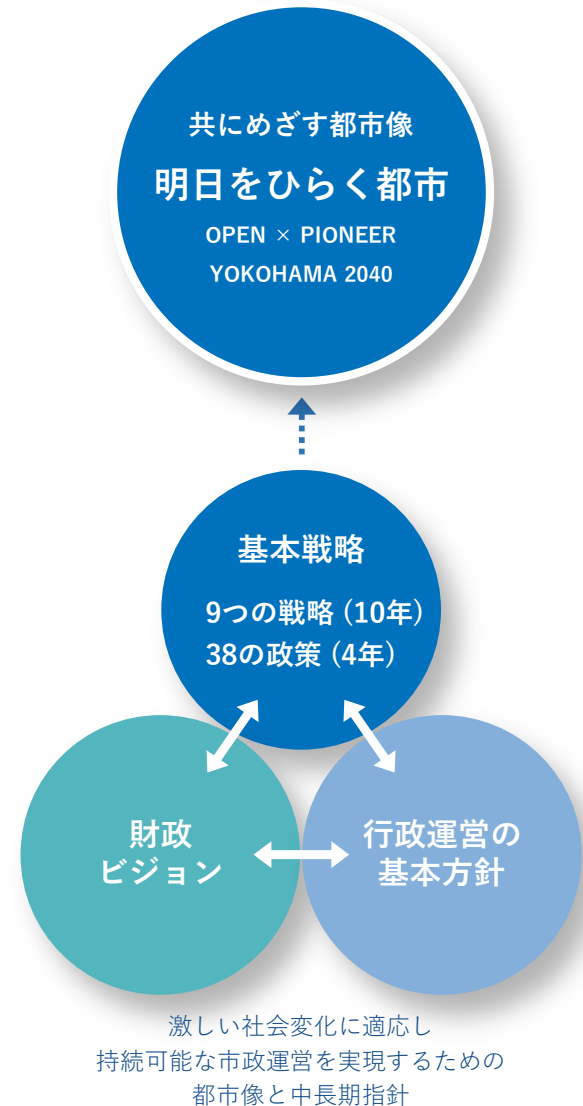 共にめざす都市像
明日をひらく都市
OPEN × PIONEER
YOKOHAMA 2040
基本戦略
9つの戦略 (10年)
38の政策 (4年)
財政
ビジョン
行政運営の
基本方針
激しい社会変化に適応し
持続可能な市政運営を実現するための
都市像と中長期指針